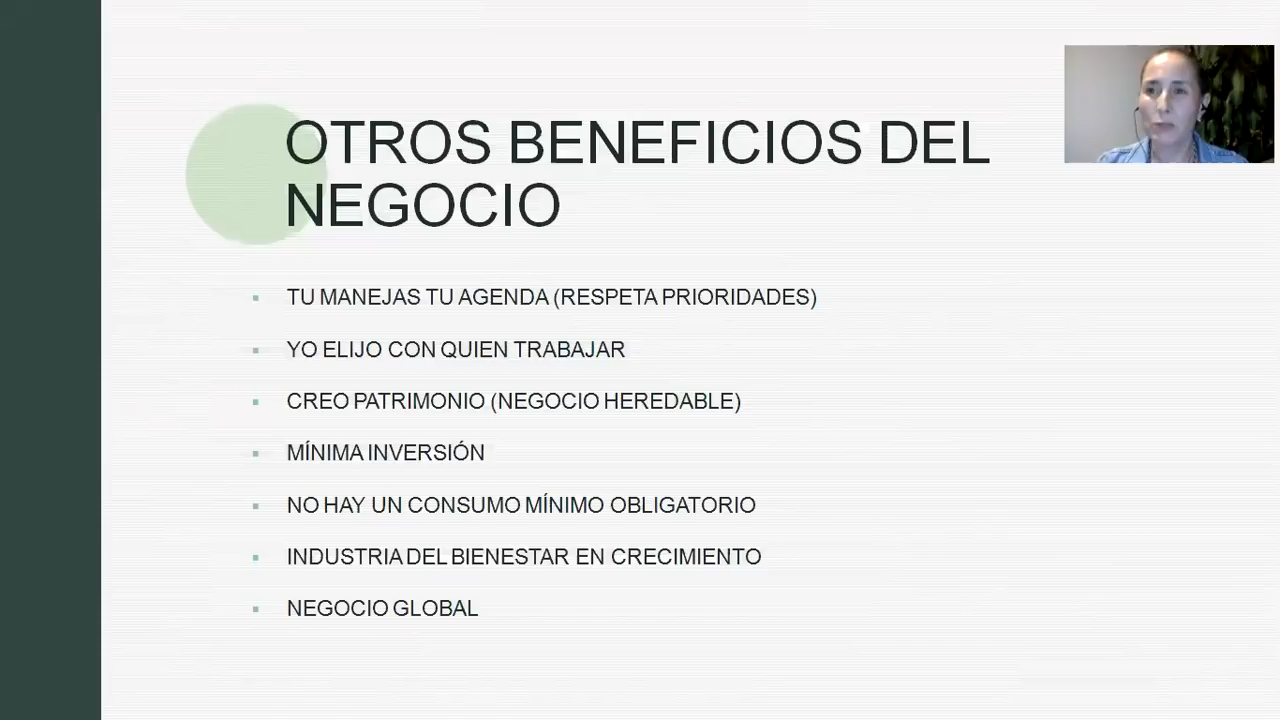 OTROS BENEFICIOS DEL
NEGOCIO
TU MANEJAS TU AGENDA (RESPETA PRIORIDADES)
YO ELIJO CON QUIEN TRABAJAR
CREO PATRIMONIO (NEGOCIO HEREDABLE)
MÍNIMA INVERSIÓN
NO HAY UN CONSUMO MÍNIMO OBLIGATORIO
INDUSTRIA DEL BIENESTAR EN CRECIMIENTO
NEGOCIO GLOBAL